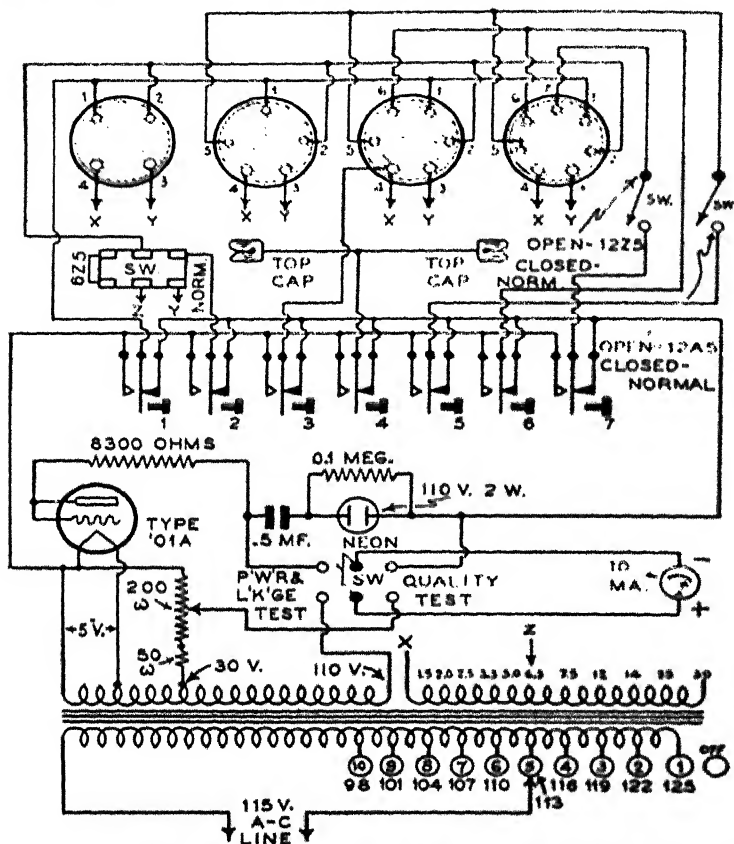 1 2 1 6 1 6 7 1
5 2 5 2 5 2
4 3 4 3 4 3 4
X Y X Y X Y X Y
SW. SW
OPEN-12Z5
CLOSED-
NORM
6Z5 SW. NORM
TOP CAP TOP CAP
Y
OPEN-12A5
CLOSED-
NORMAL
1 2 3 4 5 6 7
8300 OHMS
0.1 MEG.
110 V. 2 W.
TYPE
'01A
.5 MF.
NEON
P'W'R&
L'K'GE
TEST
SW
QUALITY
TEST
10
MA.
-
+
200
ω
50
ω
5 V.
30 V.
110 V.
X
Z
1.5 2.0 2.5 3.3 5.0 6.3 7.5 12 14 25 30
10 9 8 7 6 5 4 3 2 1 OFF
98 101 104 107 110 113 116 119 122 125
115 V.
A-C
LINE